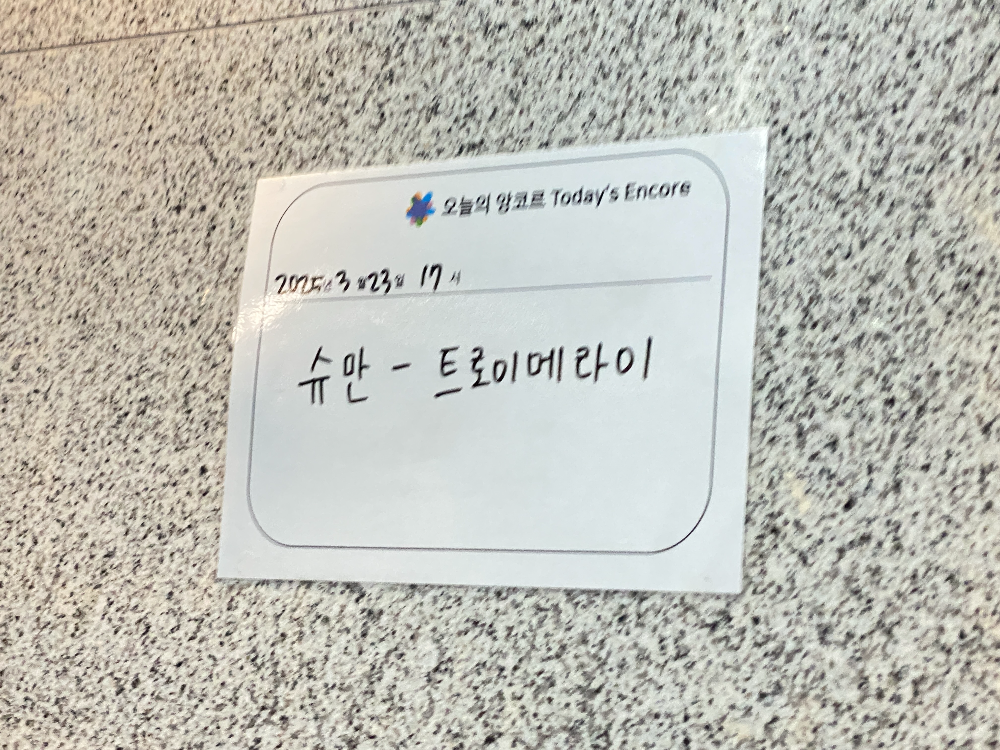 오늘의 앙코르 Today's Encore
2025년 3월 23일 17시
슈만 - 트로이메라이